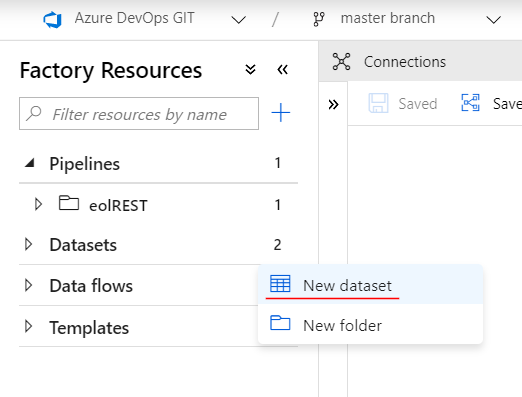 Azure DevOps GIT / master branch
Factory Resources
Connections
Filter resources by name
Saved Save
Pipelines 1
eolREST 1
Datasets 2
Data flows
New dataset
New folder
Templates